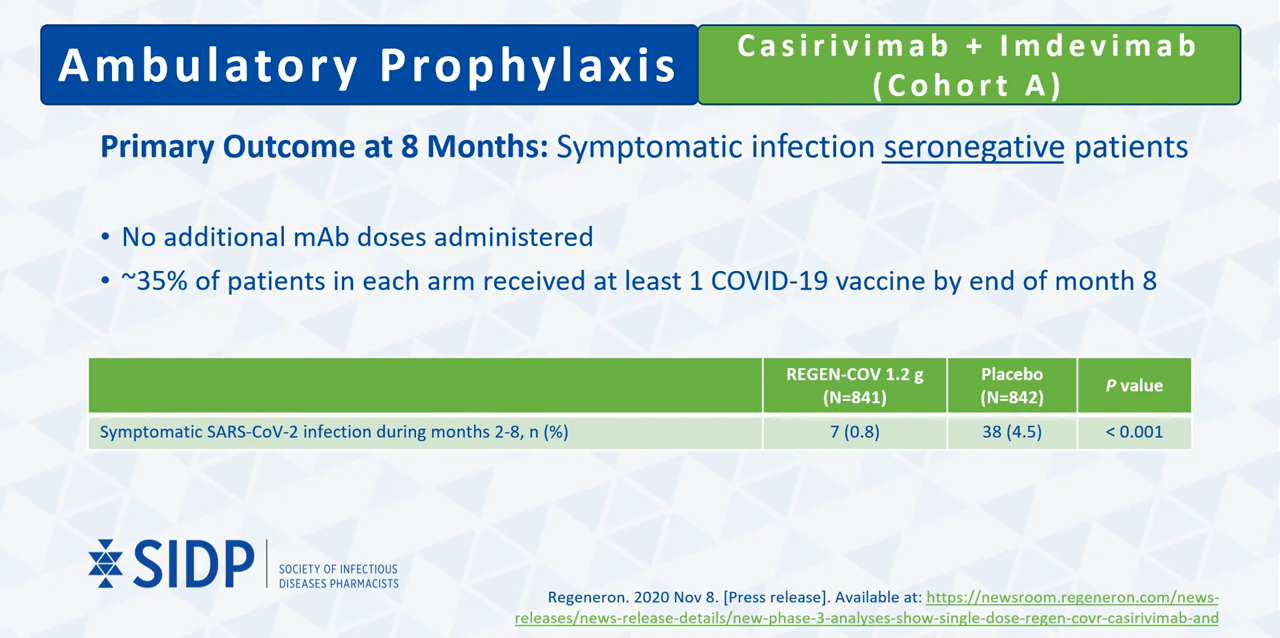 Ambulatory Prophylaxis
Casirivimab + Imdevimab
(Cohort A)
Primary Outcome at 8 Months: Symptomatic infection seronegative patients
• No additional mAb doses administered
• ~35% of patients in each arm received at least 1 COVID-19 vaccine by end of month 8
REGEN-COV 1.2 g
(N=841)
Placebo
(N=842)
P value
Symptomatic SARS-CoV-2 infection during months 2-8, n (%)
7 (0.8)
38 (4.5)
< 0.001
SIDP
SOCIETY OF INFECTIOUS
DISEASES PHARMACISTS
Regeneron. 2020 Nov 8. [Press release]. Available at: https://newsroom.regeneron.com/news-
releases/news-release-details/new-phase-3-analyses-show-single-dose-regen-covr-casirivimab-and